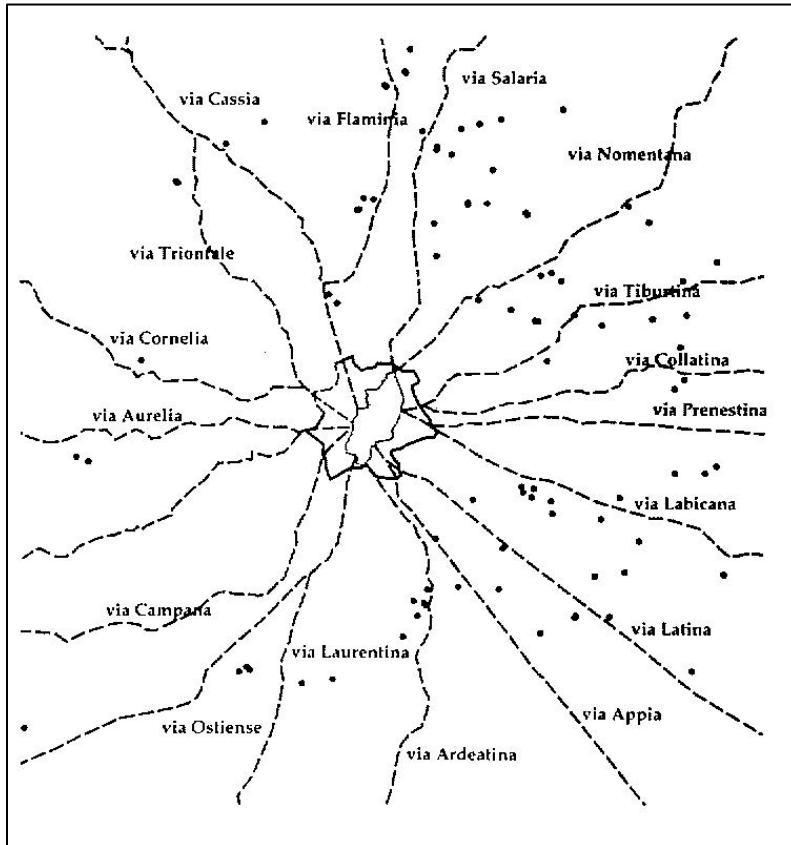 via Salaria
via Cassia
via Flaminia
via Nomentana
via Trionfale
via Tiburtina
via Cornelia
via Collatina
via Aurelia
via Prenestina
via Labicana
via Campana
via Latina
via Laurentina
via Appia
via Ostiense
via Ardeatina